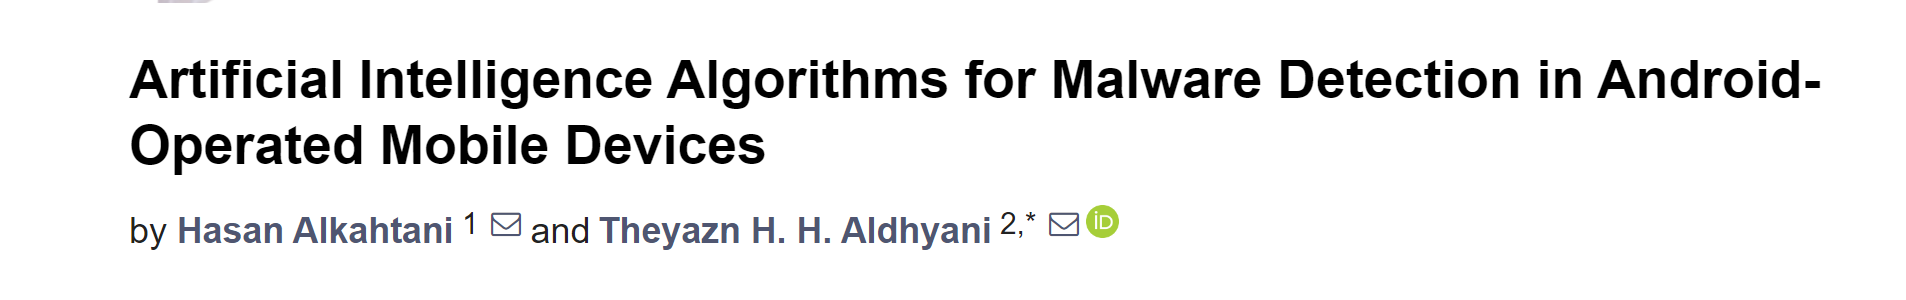 Artificial Intelligence Algorithms for Malware Detection in Android-
Operated Mobile Devices
by Hasan Alkahtani 1 and Theyazn H. H. Aldhyani 2,* iD